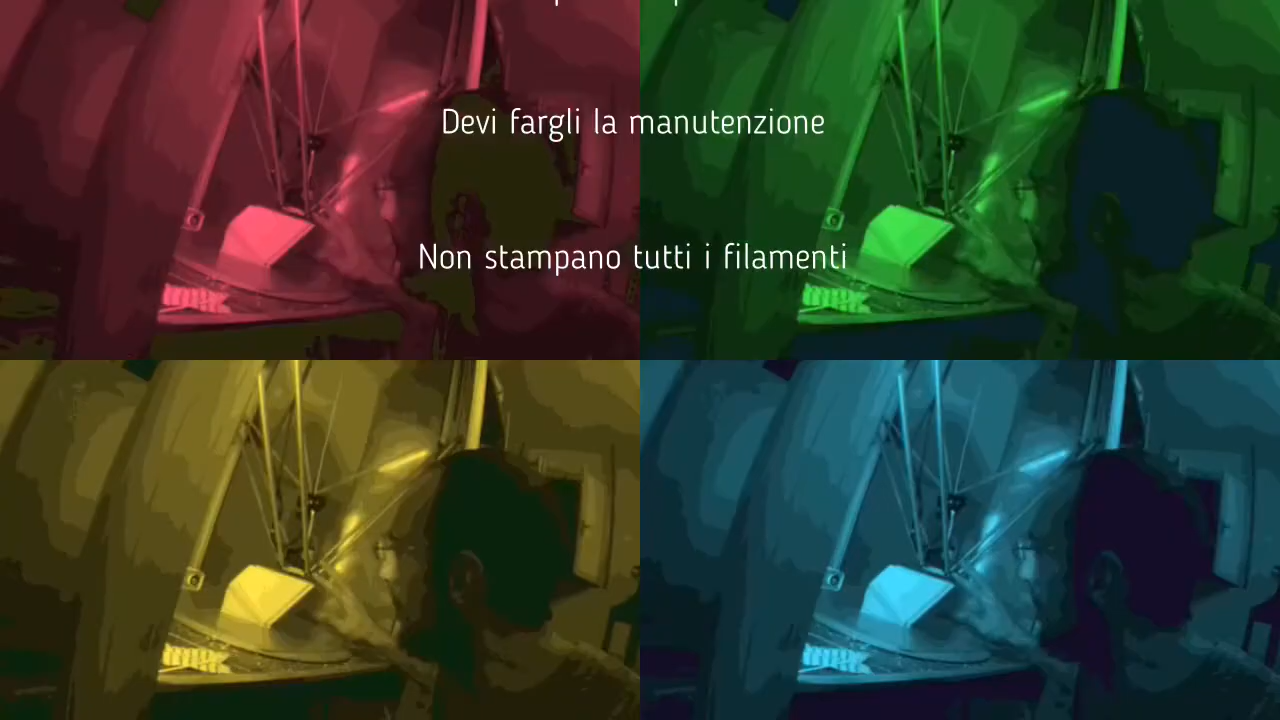 Devi fargli la manutenzione
Non stampano tutti i filamenti